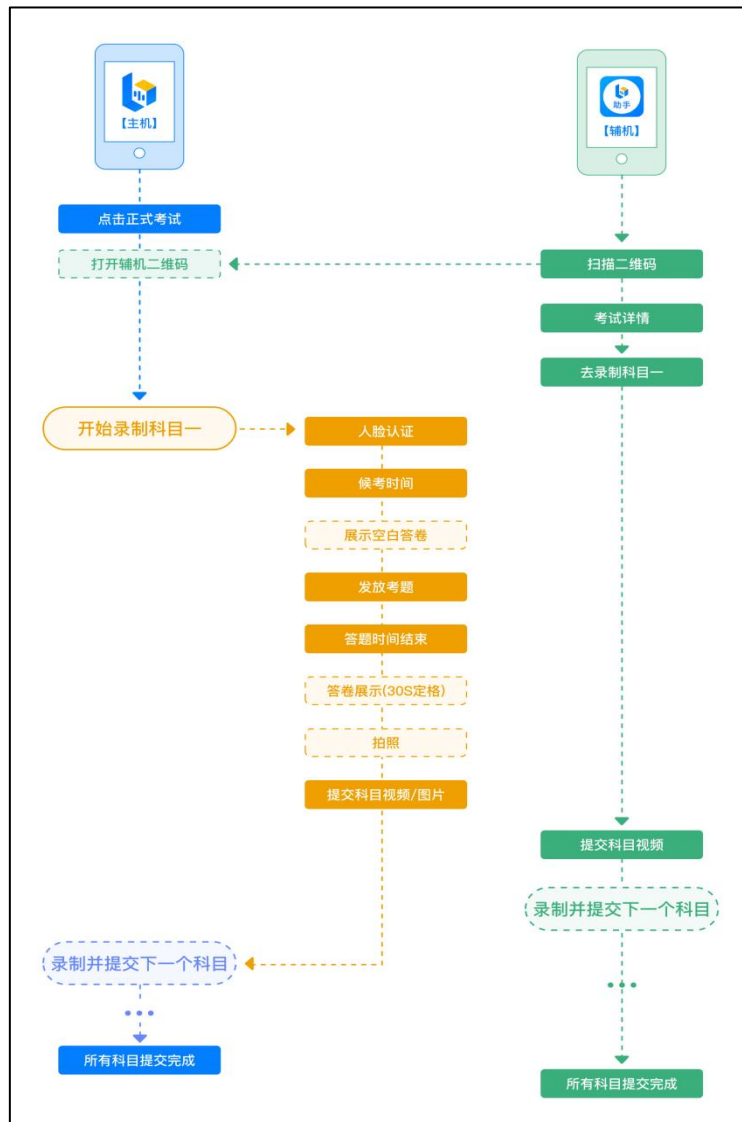 【主机】
助手
【辅机】
点击正式考试
打开辅机二维码
扫描二维码
考试详情
去录制科目一
开始录制科目一
人脸认证
候考时间
展示空白答卷
发放考题
答题时间结束
答卷展示(30S定格)
拍照
提交科目视频/图片
提交科目视频
录制并提交下一个科目
录制并提交下一个科目
所有科目提交完成
所有科目提交完成